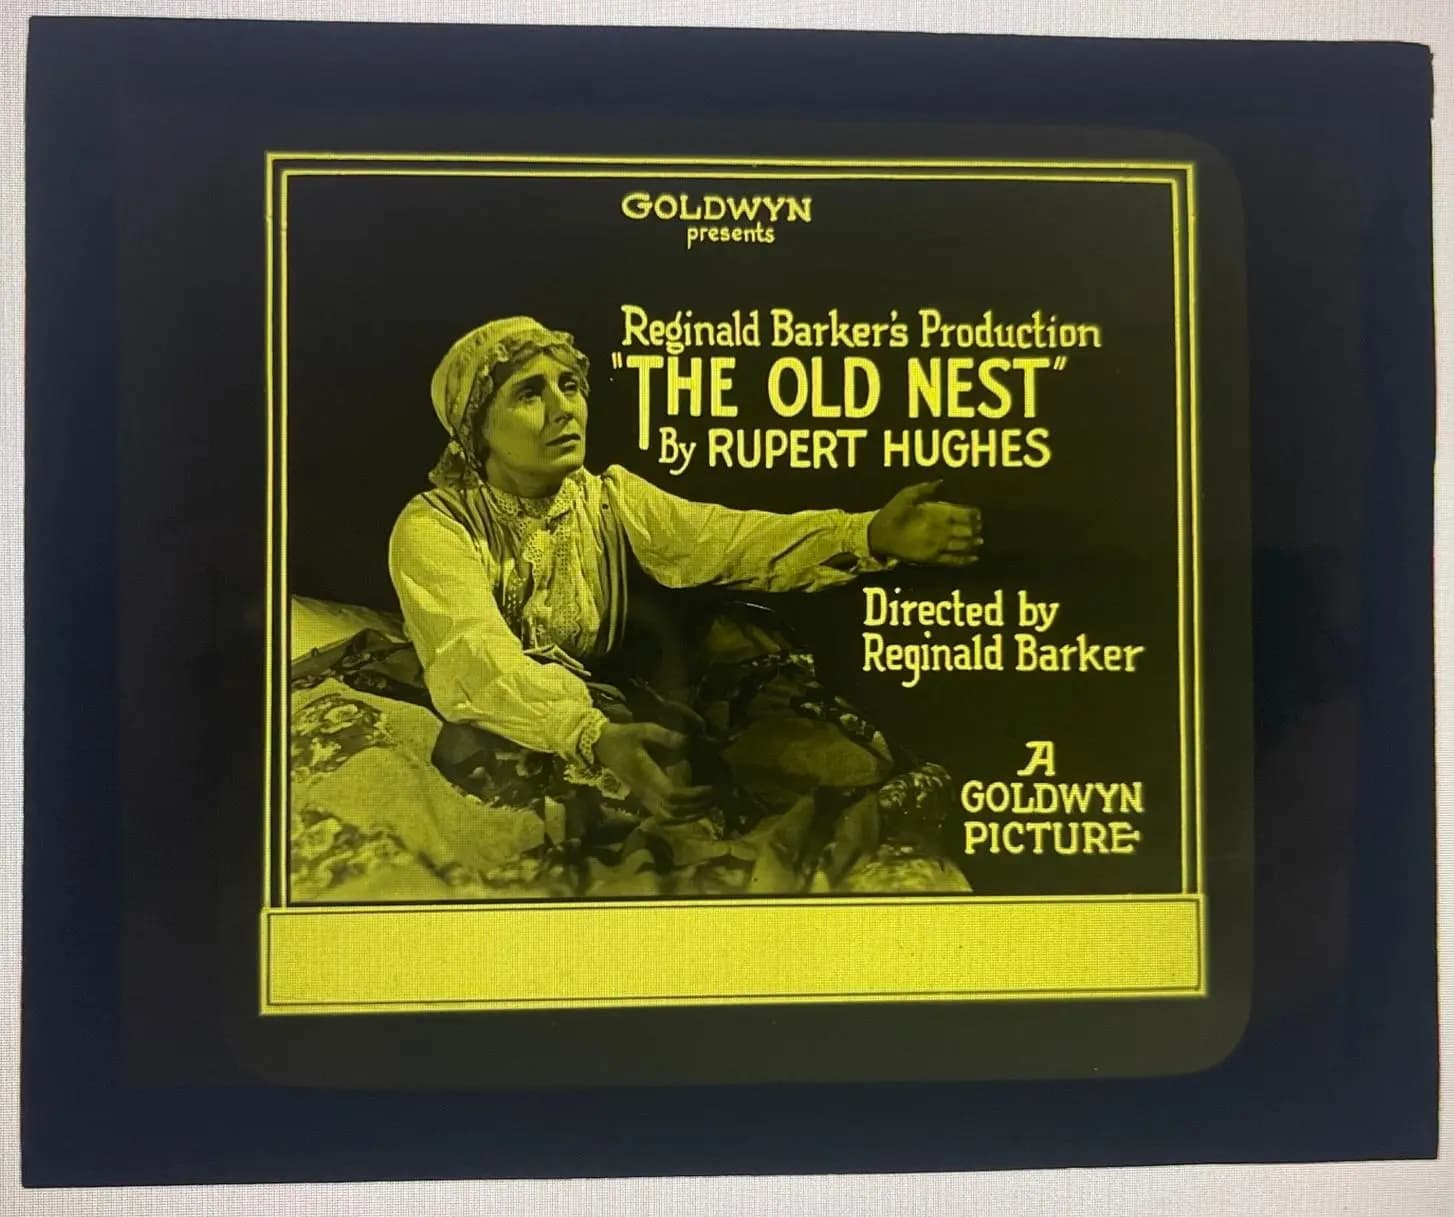 GOLDWYN
presents
Reginald Barker's Production
"THE OLD NEST"
By RUPERT HUGHES
Directed by
Reginald Barker
A
GOLDWYN
PICTURE